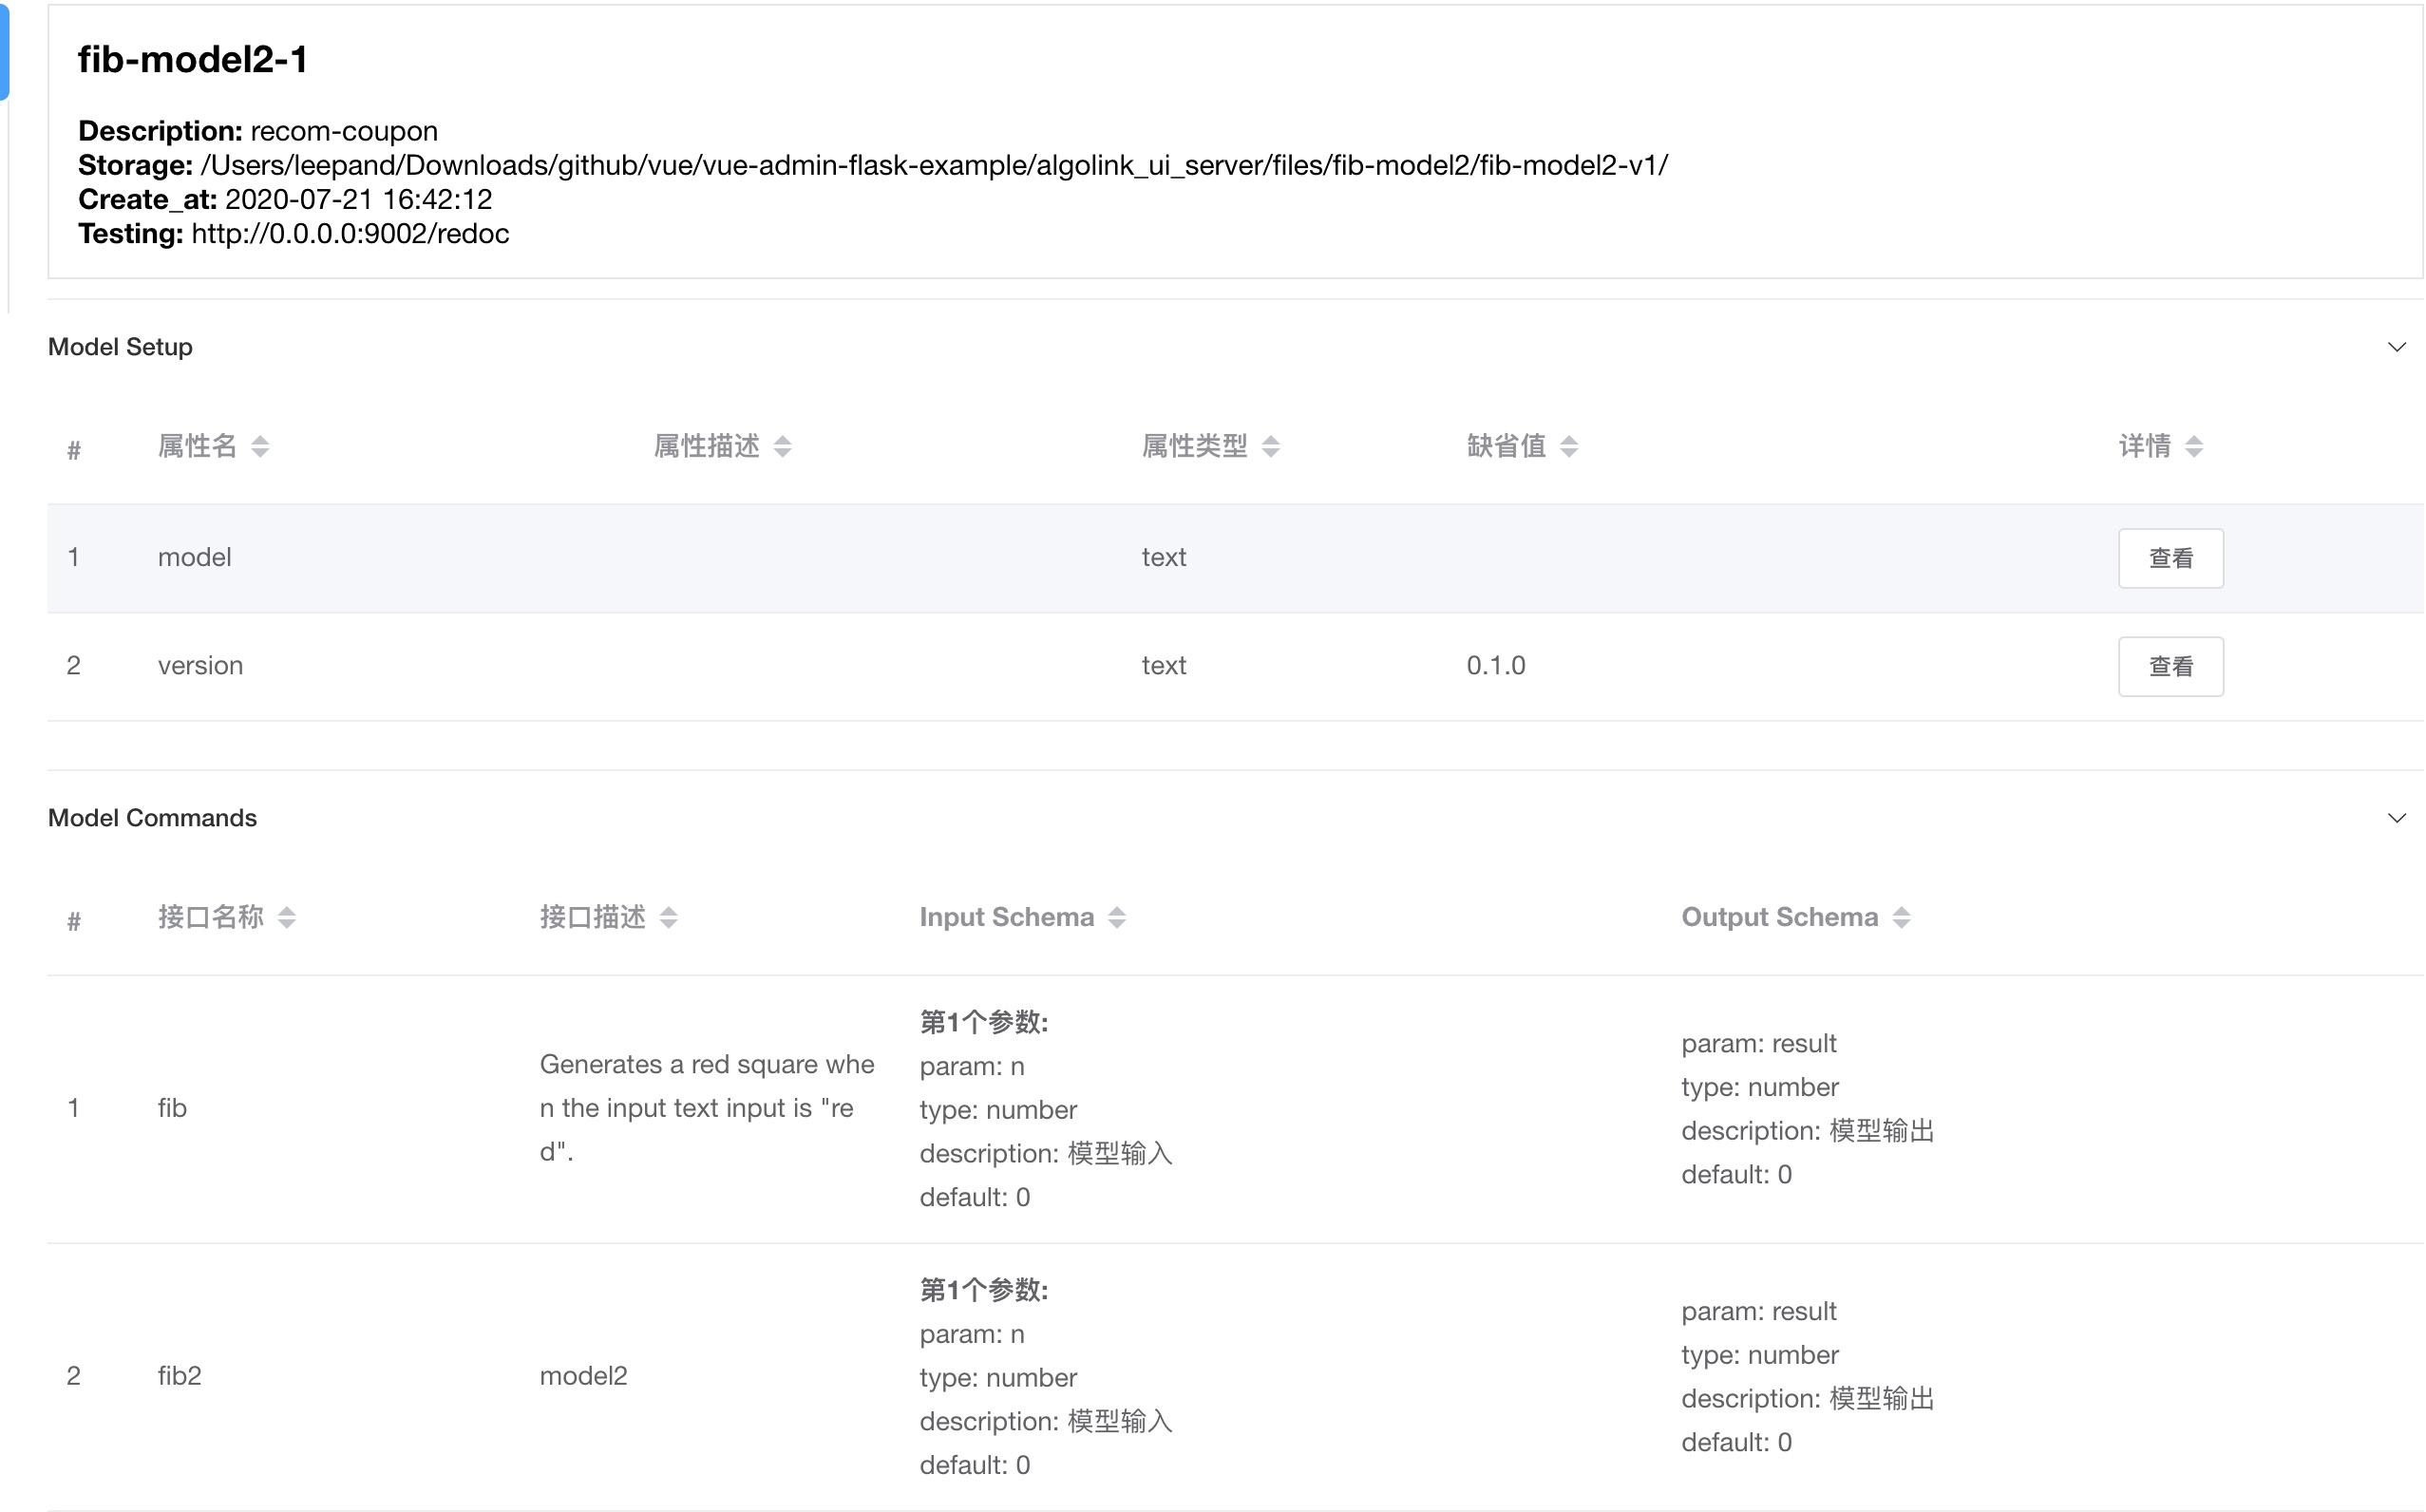 fib-model2-1
Description: recom-coupon
Storage: /Users/leepand/Downloads/github/vue/vue-admin-flask-example/algolink_ui_server/files/fib-model2/fib-model2-v1/
Create_at: 2020-07-21 16:42:12
Testing: http://0.0.0.0:9002/redoc
Model Setup
# 属性名 属性描述 属性类型 缺省值 详情
1 model text 查看
2 version text 0.1.0 查看
Model Commands
# 接口名称 接口描述 Input Schema Output Schema
1
fib
Generates a red square whe
n the input text input is "re
d".
第1个参数:
param: n
type: number
description: 模型输入
default: 0
param: result
type: number
description: 模型输出
default: 0
2
fib2
model2
第1个参数:
param: n
type: number
description: 模型输入
default: 0
param: result
type: number
description: 模型输出
default: 0